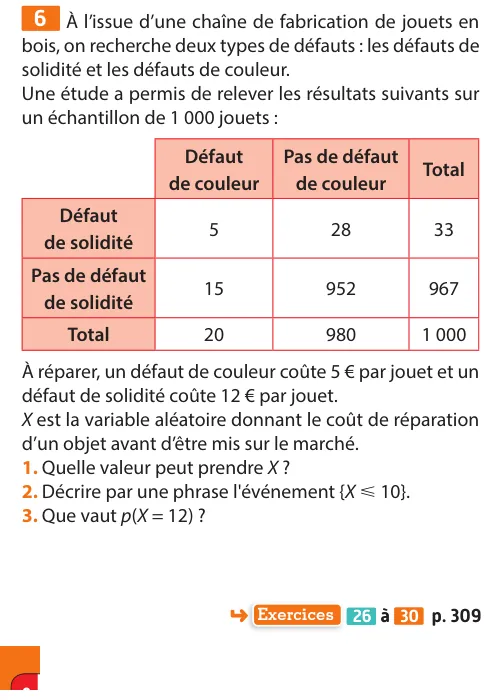 6 À l’issue d’une chaîne de fabrication de jouets en
bois, on recherche deux types de défauts : les défauts de
solidité et les défauts de couleur.
Une étude a permis de relever les résultats suivants sur
un échantillon de 1 000 jouets :
Défaut
de couleur
Pas de défaut
de couleur
Total
Défaut
de solidité
5 28 33
Pas de défaut
de solidité
15 952 967
Total 20 980 1 000
À réparer, un défaut de couleur coûte 5 € par jouet et un
défaut de solidité coûte 12 € par jouet.
X est la variable aléatoire donnant le coût de réparation
d’un objet avant d’être mis sur le marché.
1. Quelle valeur peut prendre X ?
2. Décrire par une phrase l'événement {X ⩽ 10}.
3. Que vaut p(X = 12) ?
Exercices 26 à 30 p. 309